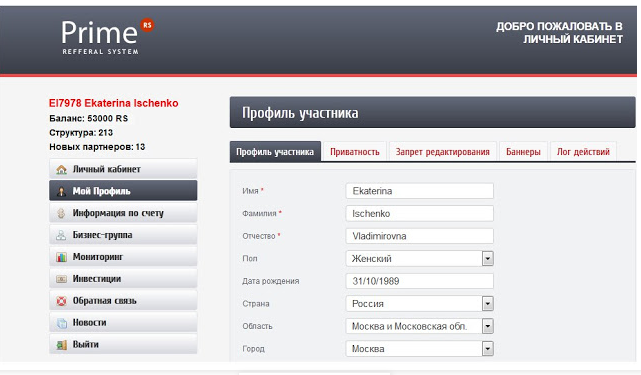 Prime RS
REFFERAL SYSTEM
ДОБРО ПОЖАЛОВАТЬ В
ЛИЧНЫЙ КАБИНЕТ
EI7978 Ekaterina Ischenko
Баланс: 53000 RS
Структура: 213
Новых партнеров: 13
Личный кабинет
Мой Профиль
Информация по счету
Бизнес-группа
Мониторинг
Инвестиции
Обратная связь
Новости
Выйти
Профиль участника
Профиль участника Приватность Запрет редактирования Баннеры Лог действий
Имя * Ekaterina
Фамилия * Ischenko
Отчество * Vladimirovna
Пол Женский
Дата рождения 31/10/1989
Страна Россия
Область Москва и Московская обл.
Город Москва